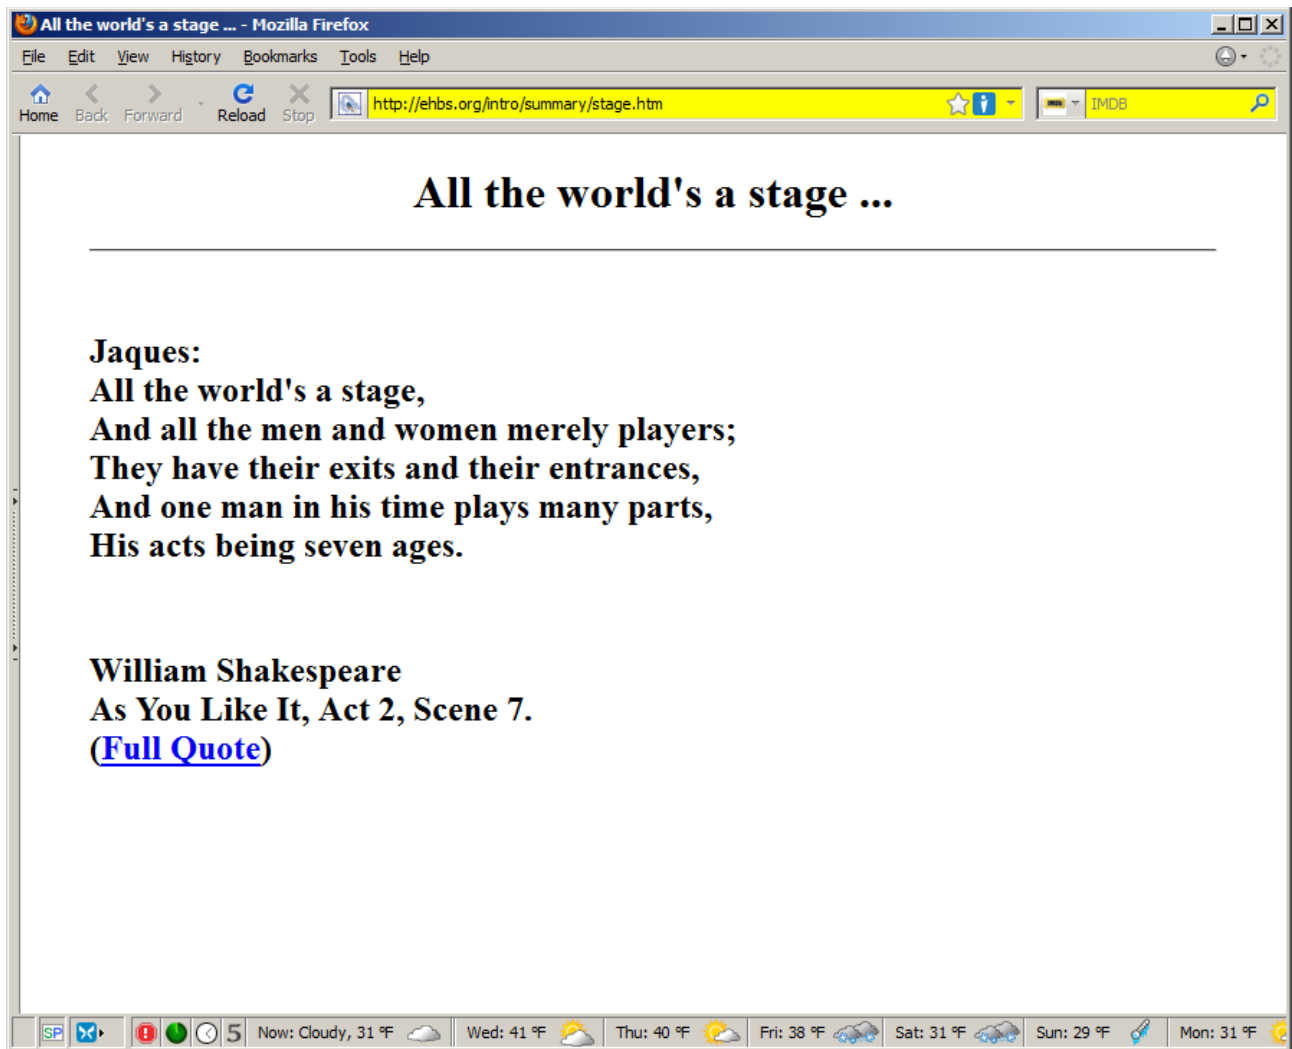 All the world's a stage ... - Mozilla Firefox
File Edit View History Bookmarks Tools Help
Home Back Forward Reload Stop http://ehbs.org/intro/summary/stage.htm IMDB
All the world's a stage ...
Jaques:
All the world's a stage,
And all the men and women merely players;
They have their exits and their entrances,
And one man in his time plays many parts,
His acts being seven ages.
William Shakespeare
As You Like It, Act 2, Scene 7.
(Full Quote)
SP 5 Now: Cloudy, 31 °F Wed: 41 °F Thu: 40 °F Fri: 38 °F Sat: 31 °F Sun: 29 °F Mon: 31 °F